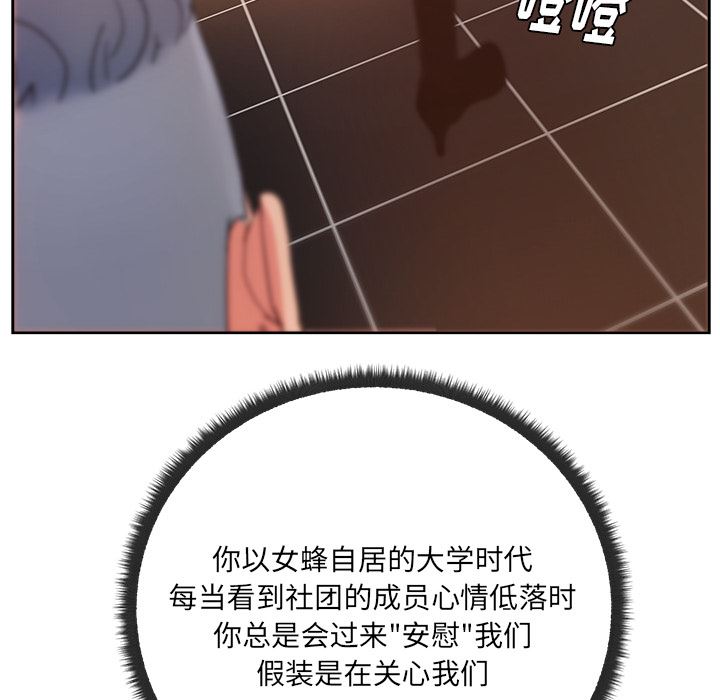 噔噔
你以女蜂自居的大学时代
每当看到社团的成员心情低落时
你总是会过来"安慰"我们
假装是在关心我们